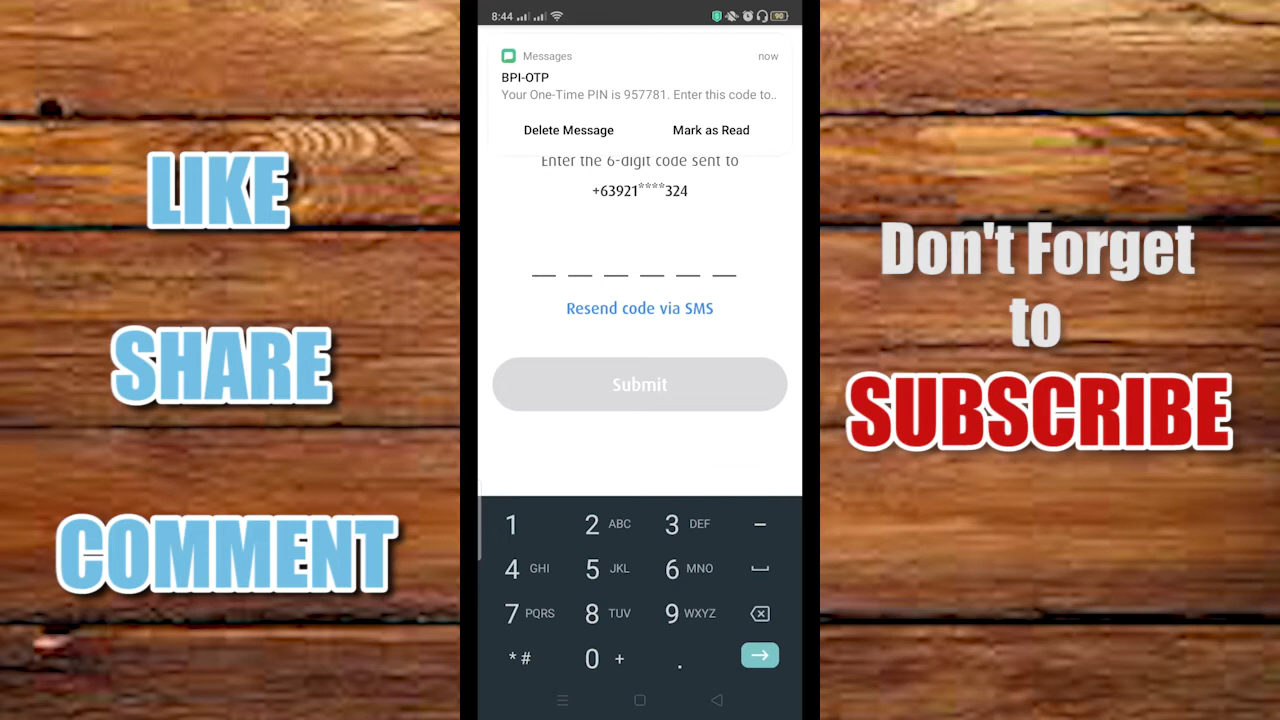 LIKE
SHARE
COMMENT
8:44
90
Messages
now
BPI-OTP
Your One-Time PIN is 957781. Enter this code to..
Delete Message
Mark as Read
Enter the 6-digit code sent to
+63921****324
Resend code via SMS
Submit
1
2 ABC
3 DEF
–
4 GHI
5 JKL
6 MNO
7 PQRS
8 TUV
9 WXYZ
* #
0 +
.
Don't Forget
to
SUBSCRIBE